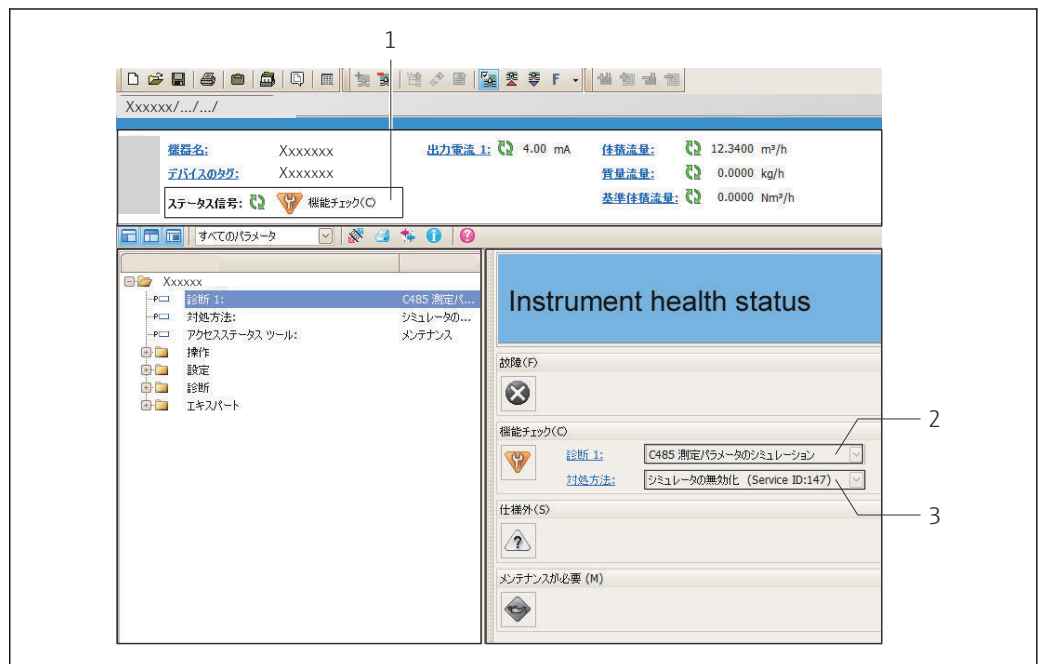 1
Xxxxxx/.../.../
機器名: Xxxxxxx 出力電流 1: 4.00 mA 体積流量: 12.3400 m³/h
デバイスのタグ: Xxxxxxx 質量流量: 0.0000 kg/h
ステータス信号: 機能チェック(C) 基準体積流量: 0.0000 Nm³/h
すべてのパラメータ
Xxxxxx
診断 1: C485 測定パ...
対処方法: シミュレータの...
アクセスステータス ツール: メンテナンス
操作
設定
診断
エキスパート
Instrument health status
故障(F)
機能チェック(C)
診断 1: C485 測定パラメータのシミュレーション
2
対処方法: シミュレータの無効化 (Service ID:147)
3
仕様外(S)
メンテナンスが必要 (M)